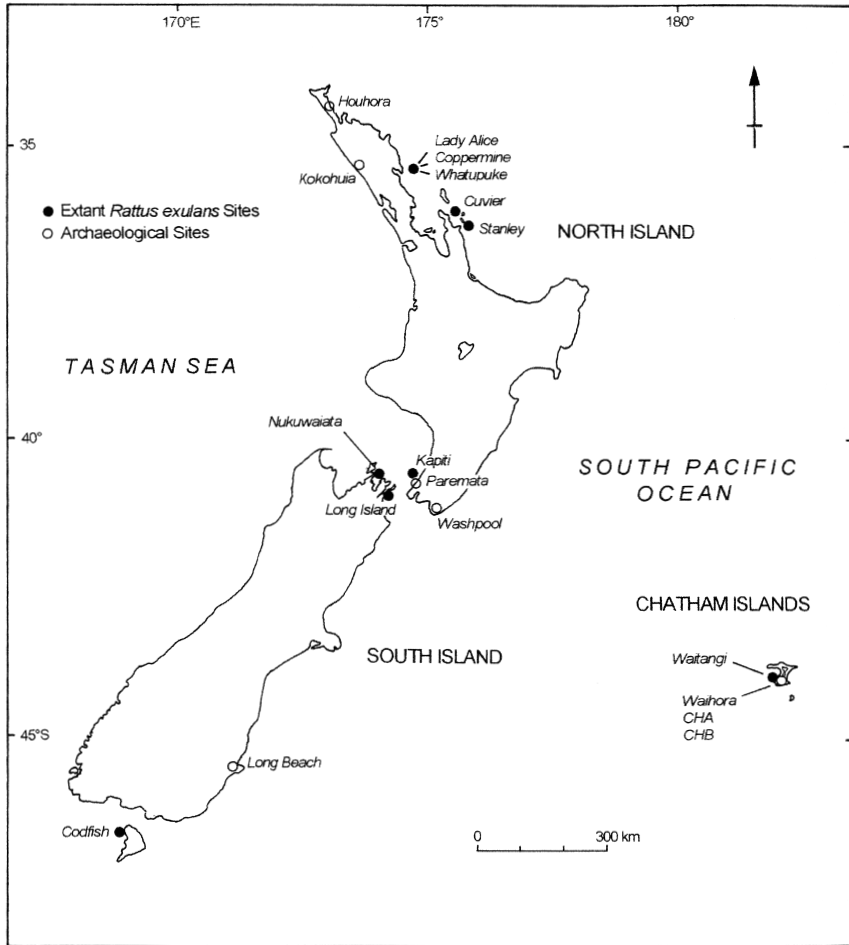 170°E
175°E
180°
Houhora
35
Lady Alice
Coppermine
Whatupuke
Kokohuia
Cuvier
● Extant Rattus exulans Sites
Stanley
○ Archaeological Sites
NORTH ISLAND
TASMAN SEA
Nukuwaiata
40°
Kapiti
Paremata
SOUTH PACIFIC
OCEAN
Long Island
Washpool
CHATHAM ISLANDS
SOUTH ISLAND
Waitangi
Waihora
CHA
CHB
45°S
Long Beach
Codfish
0
300 km